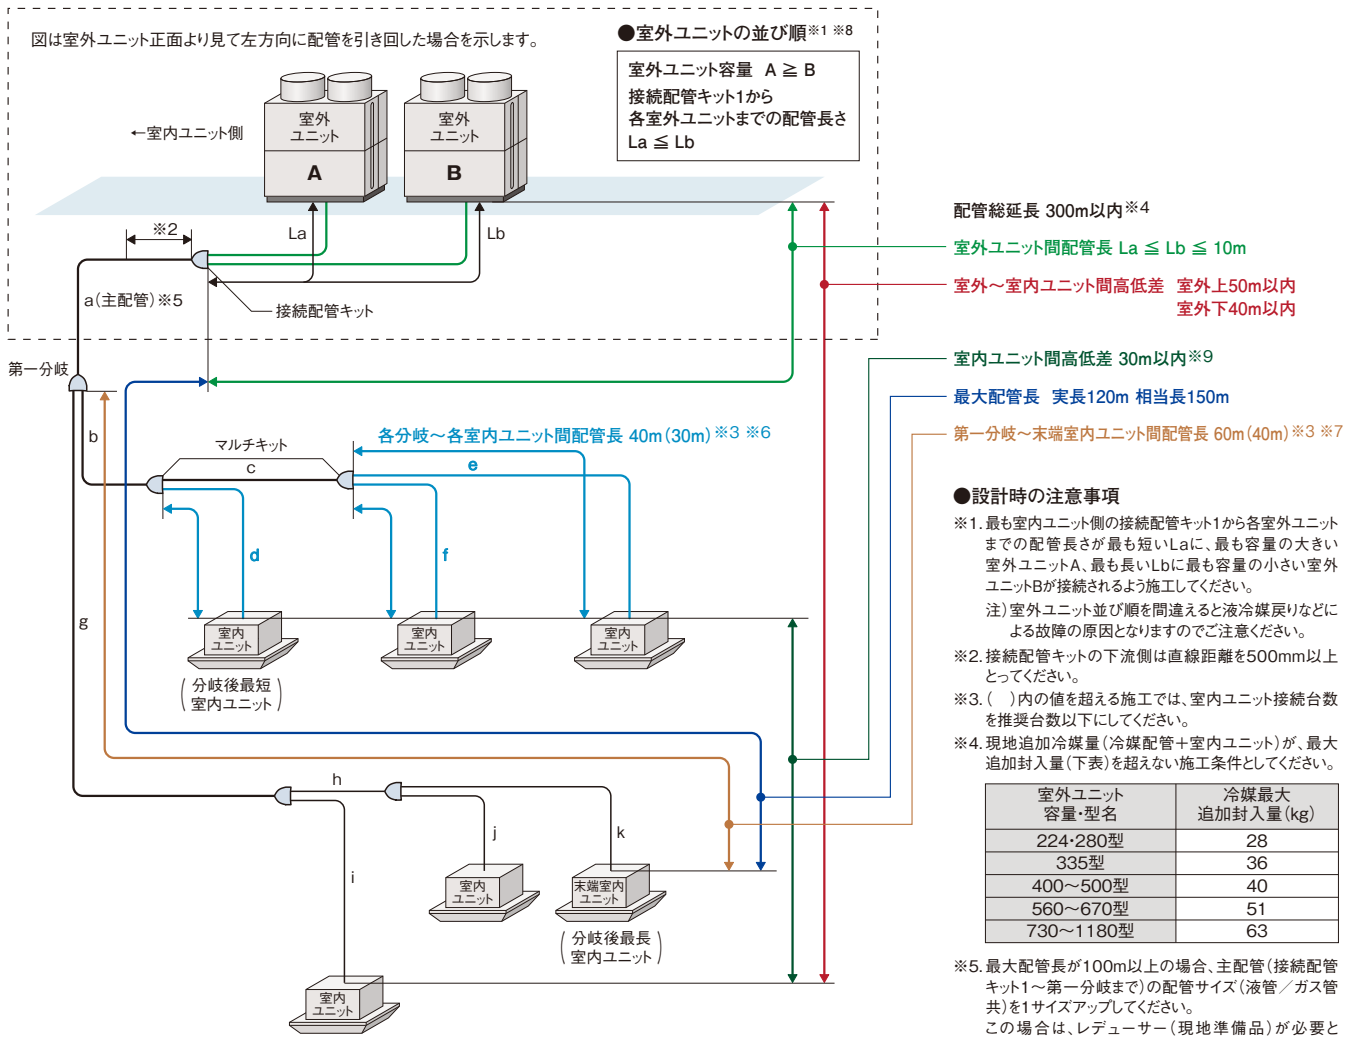 図は室外ユニット正面より見て左方向に配管を引き回した場合を示します。
●室外ユニットの並び順※1 ※8
室外ユニット容量 A ≧ B
接続配管キット1から
各室外ユニットまでの配管長さ
La ≦ Lb
←室内ユニット側
室外
ユニット
A
室外
ユニット
B
※2
La
Lb
a(主配管)※5
接続配管キット
第一分岐
配管総延長 300m以内※4
室外ユニット間配管長 La ≦ Lb ≦ 10m
室外～室内ユニット間高低差 室外上50m以内
室外下40m以内
室内ユニット間高低差 30m以内※9
最大配管長 実長120m 相当長150m
第一分岐～末端室内ユニット間配管長 60m(40m)※3 ※7
b
マルチキット
c
各分岐～各室内ユニット間配管長 40m(30m)※3 ※6
e
d
f
g
室内
ユニット
(分岐後最短
室内ユニット)
室内
ユニット
室内
ユニット
h
i
j
k
室内
ユニット
末端室内
ユニット
(分岐後最長
室内ユニット)
室内
ユニット
●設計時の注意事項
※1. 最も室内ユニット側の接続配管キット1から各室外ユニット
までの配管長さが最も短いLaに、最も容量の大きい
室外ユニットA、最も長いLbに最も容量の小さい室外
ユニットBが接続されるよう施工してください。
注)室外ユニット並び順を間違えると液冷媒戻りなどに
よる故障の原因となりますのでご注意ください。
※2. 接続配管キットの下流側は直線距離を500mm以上
とってください。
※3. ( )内の値を超える施工では、室内ユニット接続台数
を推奨台数以下にしてください。
※4. 現地追加冷媒量(冷媒配管＋室内ユニット)が、最大
追加封入量(下表)を超えない施工条件としてください。
室外ユニット
容量・型名
冷媒最大
追加封入量(kg)
224・280型 28
335型 36
400～500型 40
560～670型 51
730～1180型 63
※5. 最大配管長が100m以上の場合、主配管(接続配管
キット1～第一分岐まで)の配管サイズ(液管／ガス管
共)を1サイズアップしてください。
この場合は、レデューサー(現地準備品)が必要と